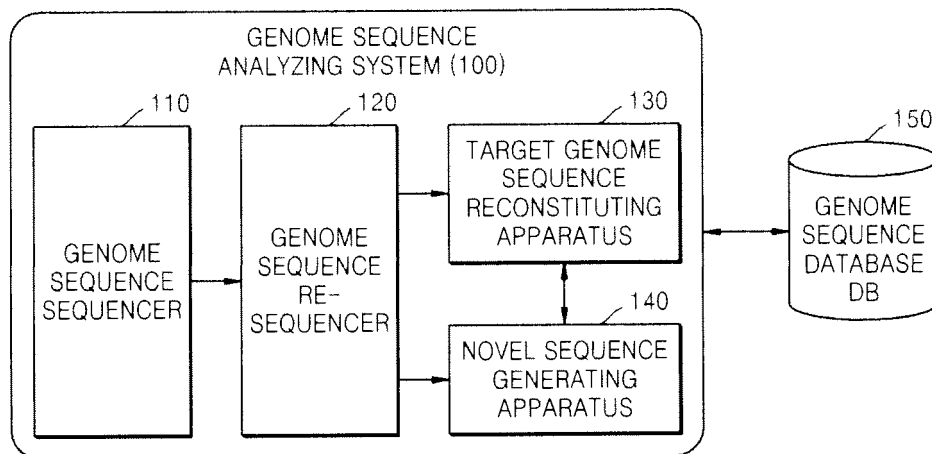 GENOME SEQUENCE
ANALYZING SYSTEM (100)
110
GENOME
SEQUENCE
SEQUENCER
120
GENOME
SEQUENCE
RE-
SEQUENCER
130
TARGET GENOME
SEQUENCE
RECONSTITUTING
APPARATUS
140
NOVEL SEQUENCE
GENERATING
APPARATUS
150
GENOME
SEQUENCE
DATABASE
DB